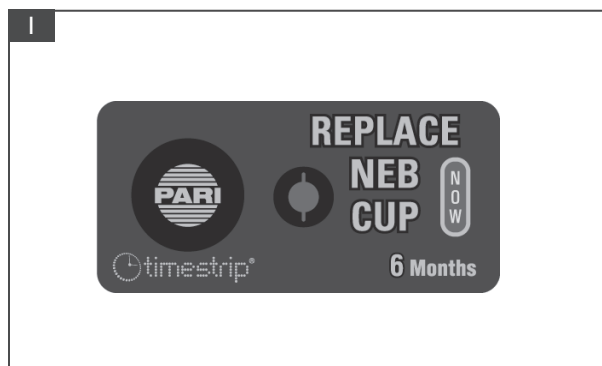 I
REPLACE
NEB
CUP
NOW
PARI
timestrip®
6 Months